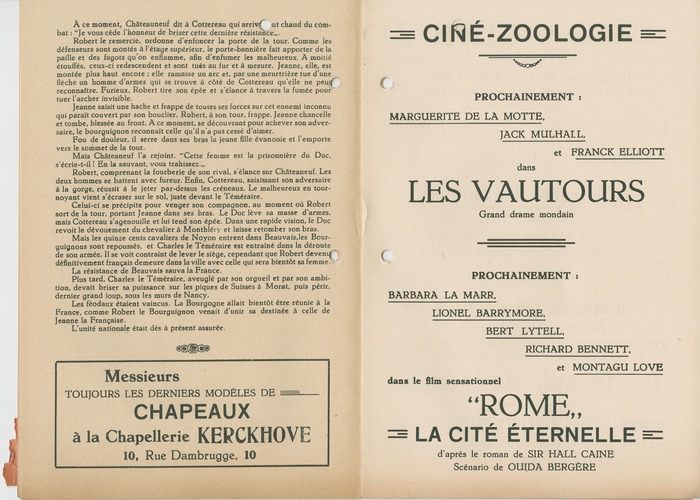 A ce moment, Châteauneuf dit à Cottereau qui arrive tout chaud du com-
bat : "Je vous cède l'honneur de briser cette dernière résistance„.
Robert le remercie, ordonne d'enfoncer la porte de la tour. Comme les
défenseurs sont montés à l'étage supérieur, le porte-bannière fait apporter de la
paille et des fagots qu'on enflamme, afin d'enfumer les malheureux. A moitié
étouffés, ceux-ci redescendent et sont tués au fur et à mesure. Jeanne, elle, est
montée plus haut encore ; elle ramasse un arc et, par une meurtrière tue d'une
flèche un homme d'armes qui se trouve à côté de Cottereau qu'elle ne peut
reconnaître. Furieux, Robert tire son épée et s'élance à travers la fumée pour
tuer l'archer invisible.
Jeanne saisit une hache et frappe de toutes ses forces sur cet ennemi inconnu
qui paraît couvert par son bouclier. Robert, à son tour, frappe. Jeanne chancelle
et tombe, blessée au front. A ce moment, se découvrant pour achever son adver-
saire, le bourguignon reconnaît celle qu'il n'a pas cessé d'aimer.
Fou de douleur, il serre dans ses bras la jeune fille évanouie et l'emporte
vers le sommet de la tour.
Mais Châteaneuf l'a rejoint. "Cette femme est la prisonnière du Duc,
s'écrie-t-il ! En la sauvant, vous trahissez„.
Robert, comprenant la fourberie de son rival, s'élance sur Châteauneuf. Les
deux hommes se battent avec fureur. Enfin, Cottereau, saisissant son adversaire
à la gorge, réussit à le jeter par-dessus les créneaux. Le malheureux en tour-
noyant vient s'écraser sur le sol, juste devant le Téméraire.
Celui-ci se précipite pour venger son compagnon, au moment où Robert
sort de la tour, portant Jeanne dans ses bras. Le Duc lève sa masse d'armes,
mais Cottereau s'agenouille et lui tend son épée. Dans une rapide vision, le Duc
revoit le dévouement du chevalier à Monthléry et laisse retomber son bras.
Mais les quinze cents cavaliers de Noyon entrent dans Beauvais,les Bour-
guignons sont repoussés, et Charles le Téméraire est entraîné dans la déroute
de son armée. Il se voit contraint de lever le siège, cependant que Robert devenu
définitivement français demeure dans la ville avec celle qui sera bientôt sa femme.
La résistance de Beauvais sauva la France.
Plus tard, Charles le Téméraire, aveuglé par son orgueil et par son ambi-
tion, devait briser sa puissance sur les piques de Suisses à Morat, puis périr,
dernier grand loup, sous les murs de Nancy.
Les féodaux étaient vaincus. La Bourgogne allait bientôt être réunie à la
France, comme Robert le Bourguignon venait d'unir sa destinée à celle de
Jeanne la Française.
L'unité nationale était dès à présent assurée.
Messieurs
TOUJOURS LES DERNIERS MODÈLES DE
CHAPEAUX
à la Chapellerie KERCKHOVE
10, Rue Dambrugge, 10
CINÉ-ZOOLOGIE
PROCHAINEMENT :
MARGUERITE DE LA MOTTE,
JACK MULHALL,
et FRANCK ELLIOTT
dans
LES VAUTOURS
Grand drame mondain
PROCHAINEMENT :
BARBARA LA MARR,
LIONEL BARRYMORE,
BERT LYTELL,
RICHARD BENNETT,
et MONTAGU LOVE
dans le film sensationnel
"ROME„
LA CITÉ ÉTERNELLE
d'après le roman de SIR HALL CAINE
Scénario de OUIDA BERGÈRE